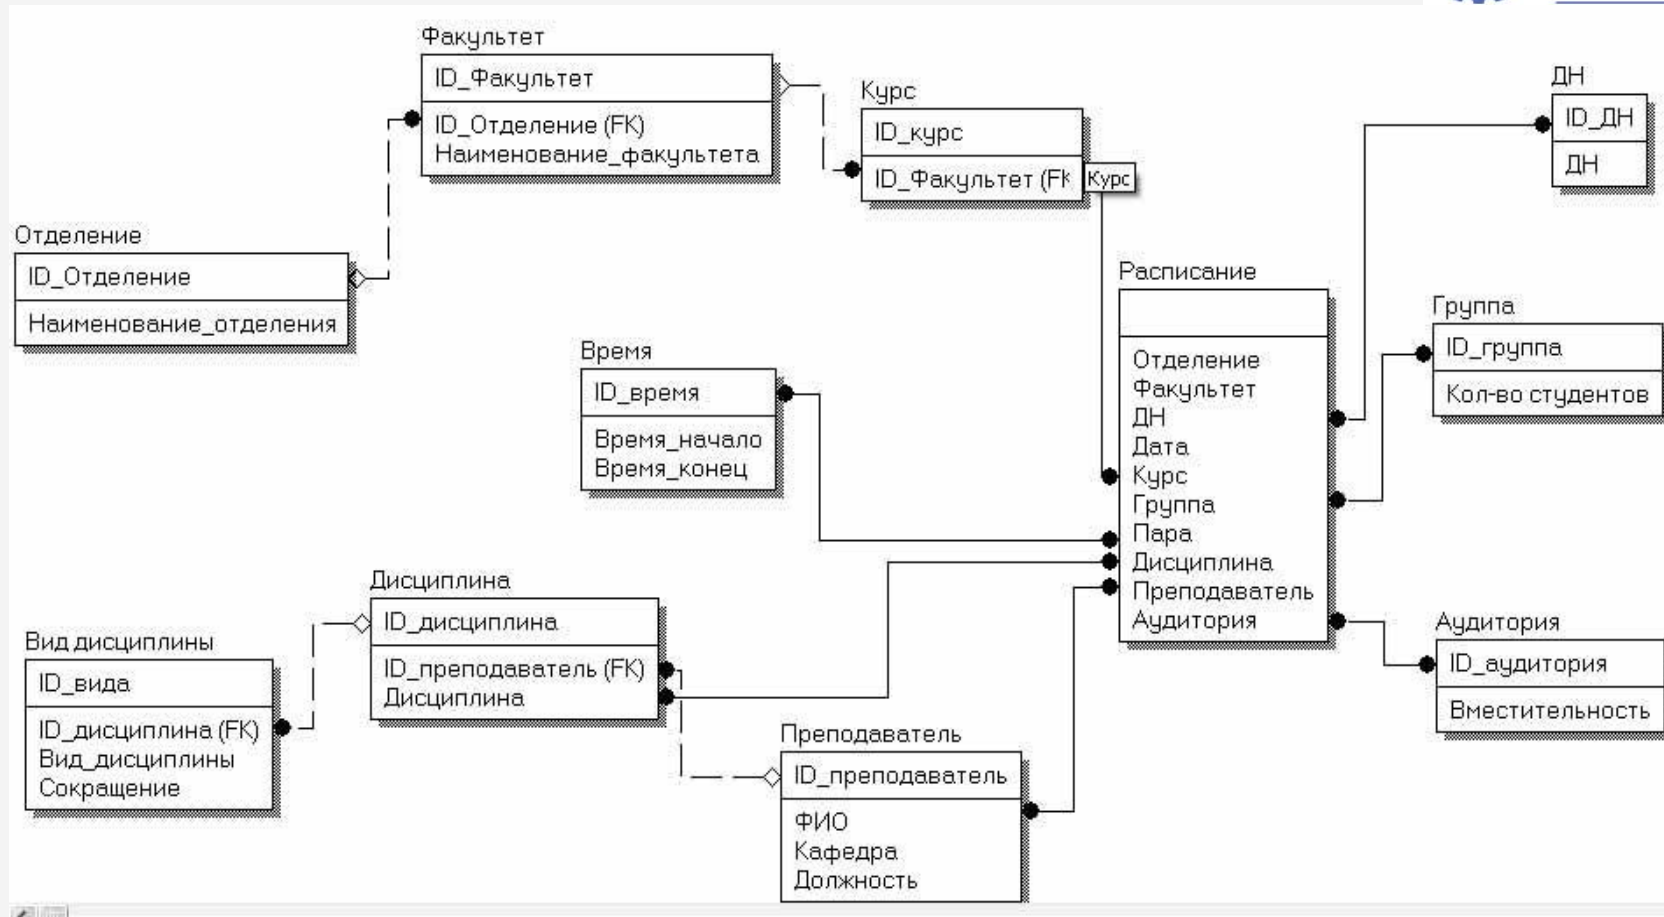 Факультет
ID_Факультет
ID_Отделение (FK)
Наименование_факультета
Курс
ID_курс
ID_Факультет (FK
Курс
ДН
ID_ДН
ДН
Отделение
ID_Отделение
Наименование_отделения
Расписание
Отделение
Факультет
ДН
Дата
Курс
Группа
Пара
Дисциплина
Преподаватель
Аудитория
Группа
ID_группа
Кол-во студентов
Время
ID_время
Время_начало
Время_конец
Дисциплина
ID_дисциплина
ID_преподаватель (FK)
Дисциплина
Вид дисциплины
ID_вида
ID_дисциплина (FK)
Вид_дисциплины
Сокращение
Аудитория
ID_аудитория
Вместительность
Преподаватель
ID_преподаватель
ФИО
Кафедра
Должность